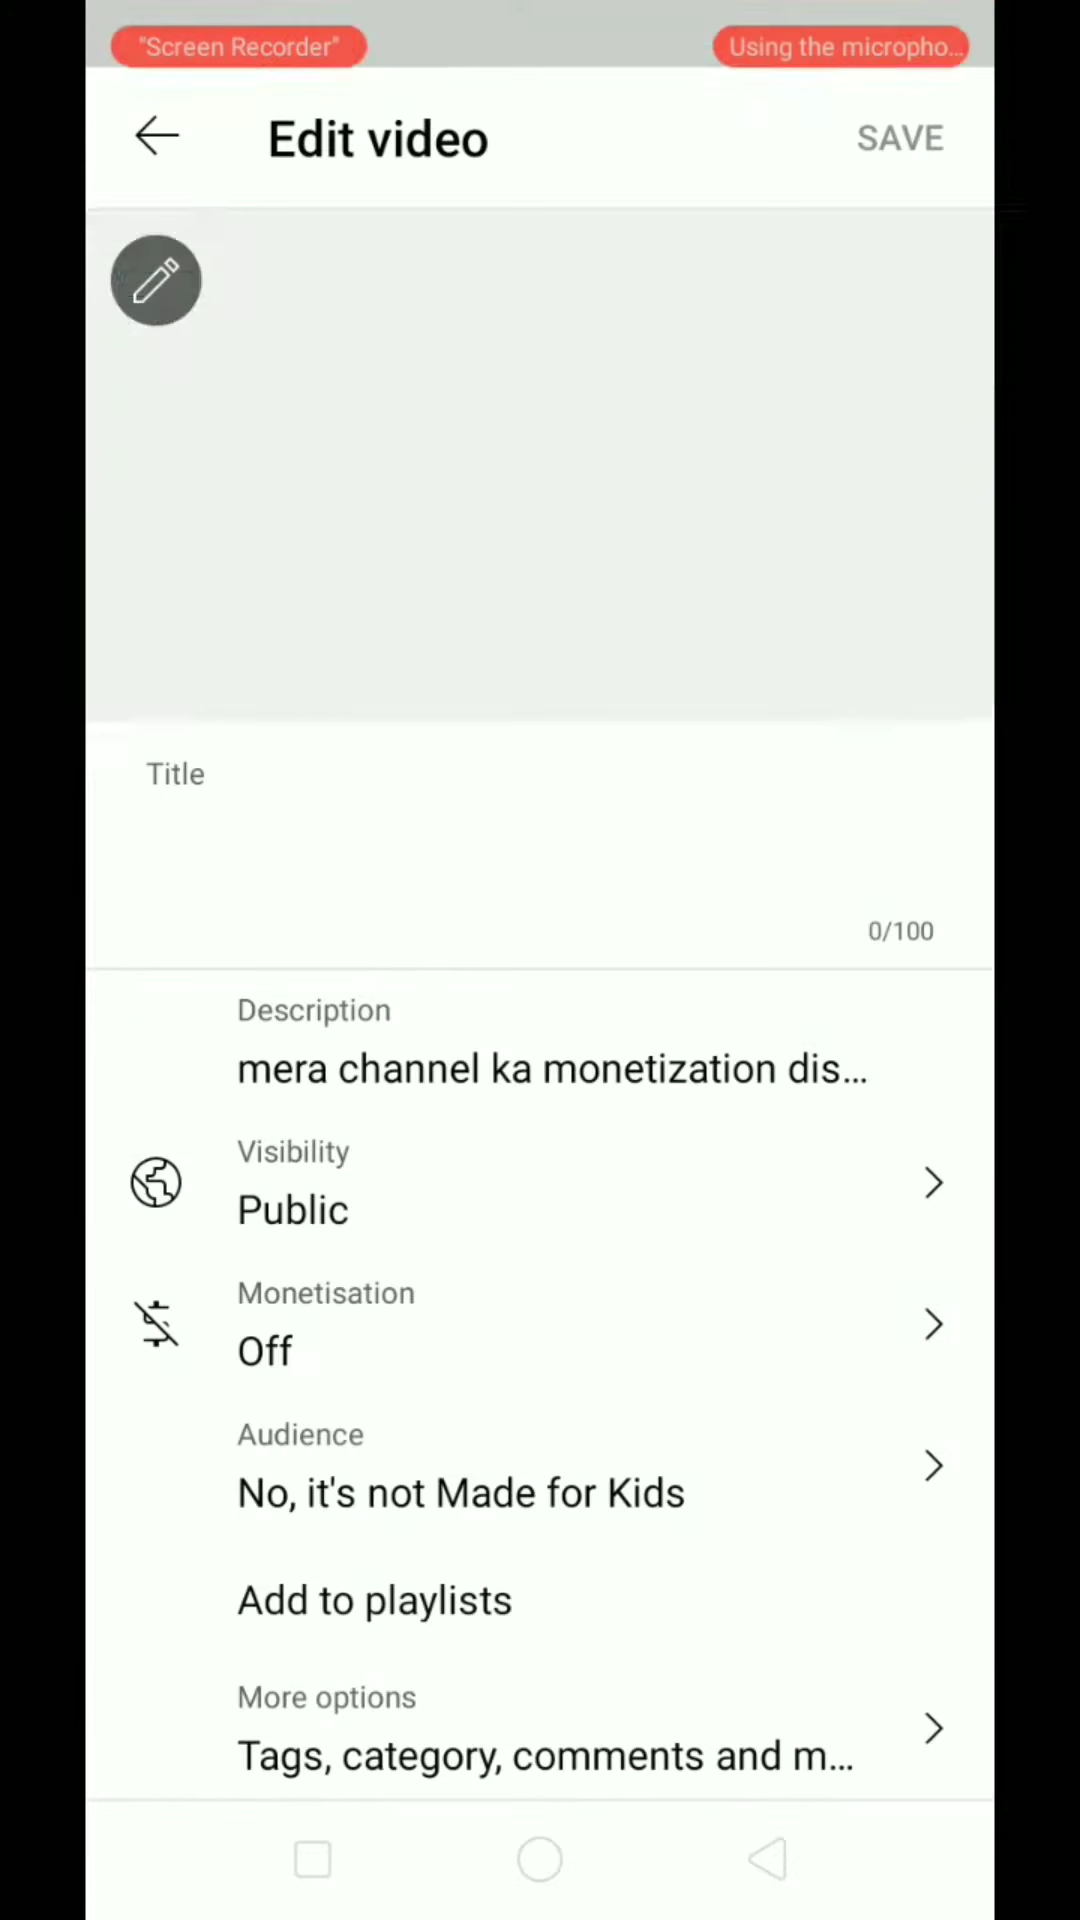 "Screen Recorder"
Using the micropho...
Edit video
SAVE
Title
0/100
Description
mera channel ka monetization dis...
Visibility
Public
Monetisation
Off
Audience
No, it's not Made for Kids
Add to playlists
More options
Tags, category, comments and m...